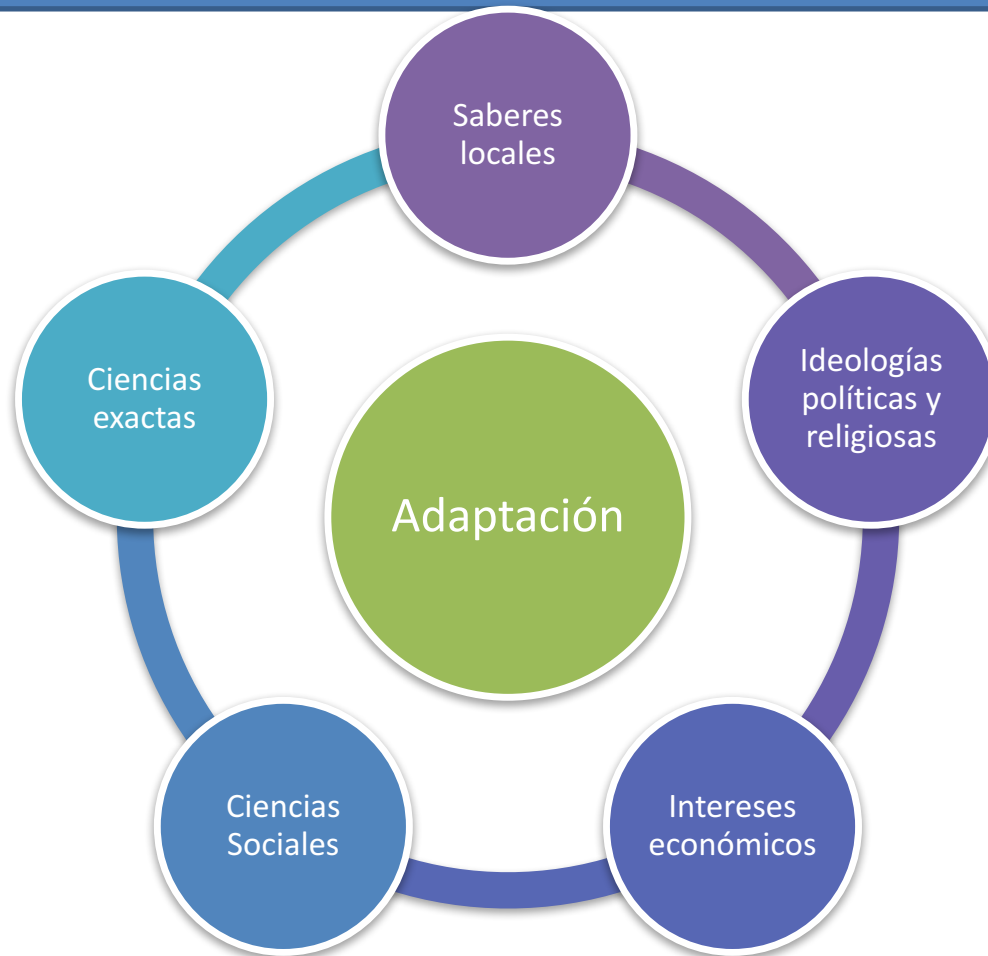 Saberes
locales
Ideologías
políticas y
religiosas
Intereses
económicos
Ciencias
Sociales
Ciencias
exactas
Adaptación